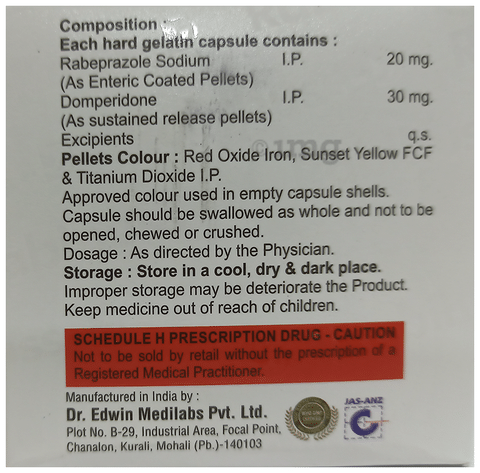 Composition :
Each hard gelatin capsule contains :
Rabeprazole Sodium I.P. 20 mg.
(As Enteric Coated Pellets)
Domperidone I.P. 30 mg.
(As sustained release pellets)
Excipients q.s.
Pellets Colour : Red Oxide Iron, Sunset Yellow FCF
& Titanium Dioxide I.P.
Approved colour used in empty capsule shells.
Capsule should be swallowed as whole and not to be
opened, chewed or crushed.
Dosage : As directed by the Physician.
Storage : Store in a cool, dry & dark place.
Improper storage may be deteriorate the Product.
Keep medicine out of reach of children.
SCHEDULE H PRESCRIPTION DRUG - CAUTION
Not to be sold by retail without the prescription of a
Registered Medical Practitioner.
Manufactured in India by :
Dr. Edwin Medilabs Pvt. Ltd.
Plot No. B-29, Industrial Area, Focal Point,
Chanalon, Kurali, Mohali (Pb.)-140103
JAS-ANZ